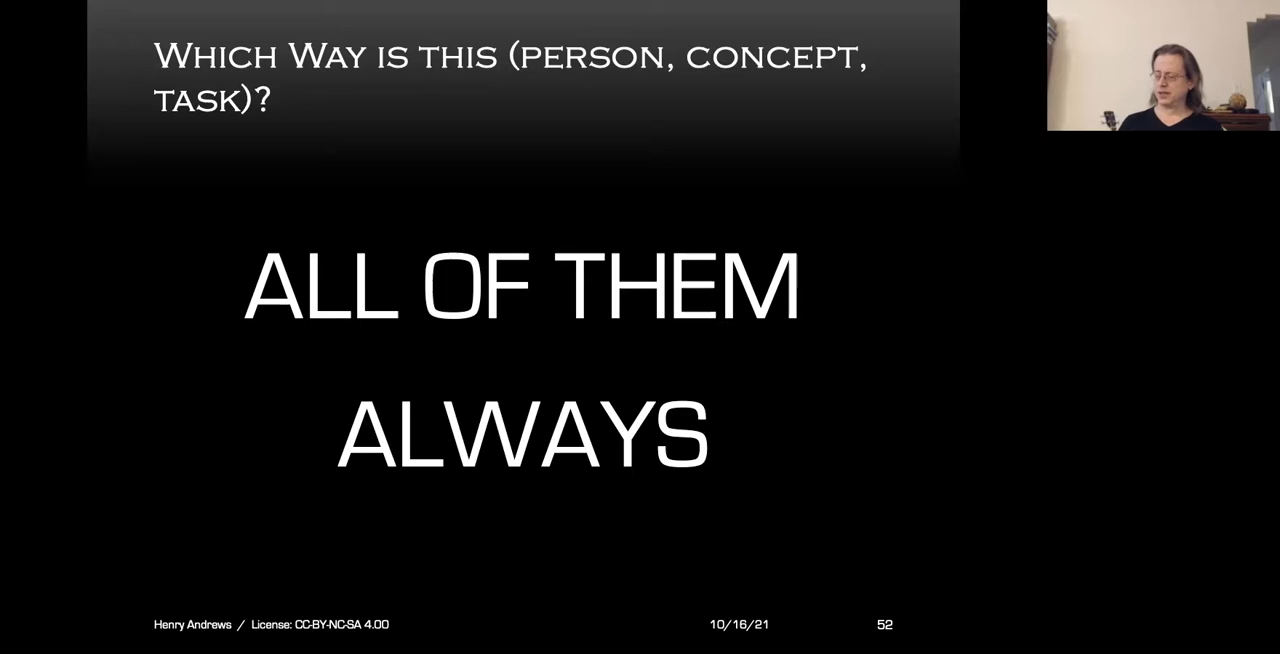 Which Way is this (person, concept,
task)?
ALL OF THEM
ALWAYS
Henry Andrews / License: CC-BY-NC-SA 4.00 10/16/21 52